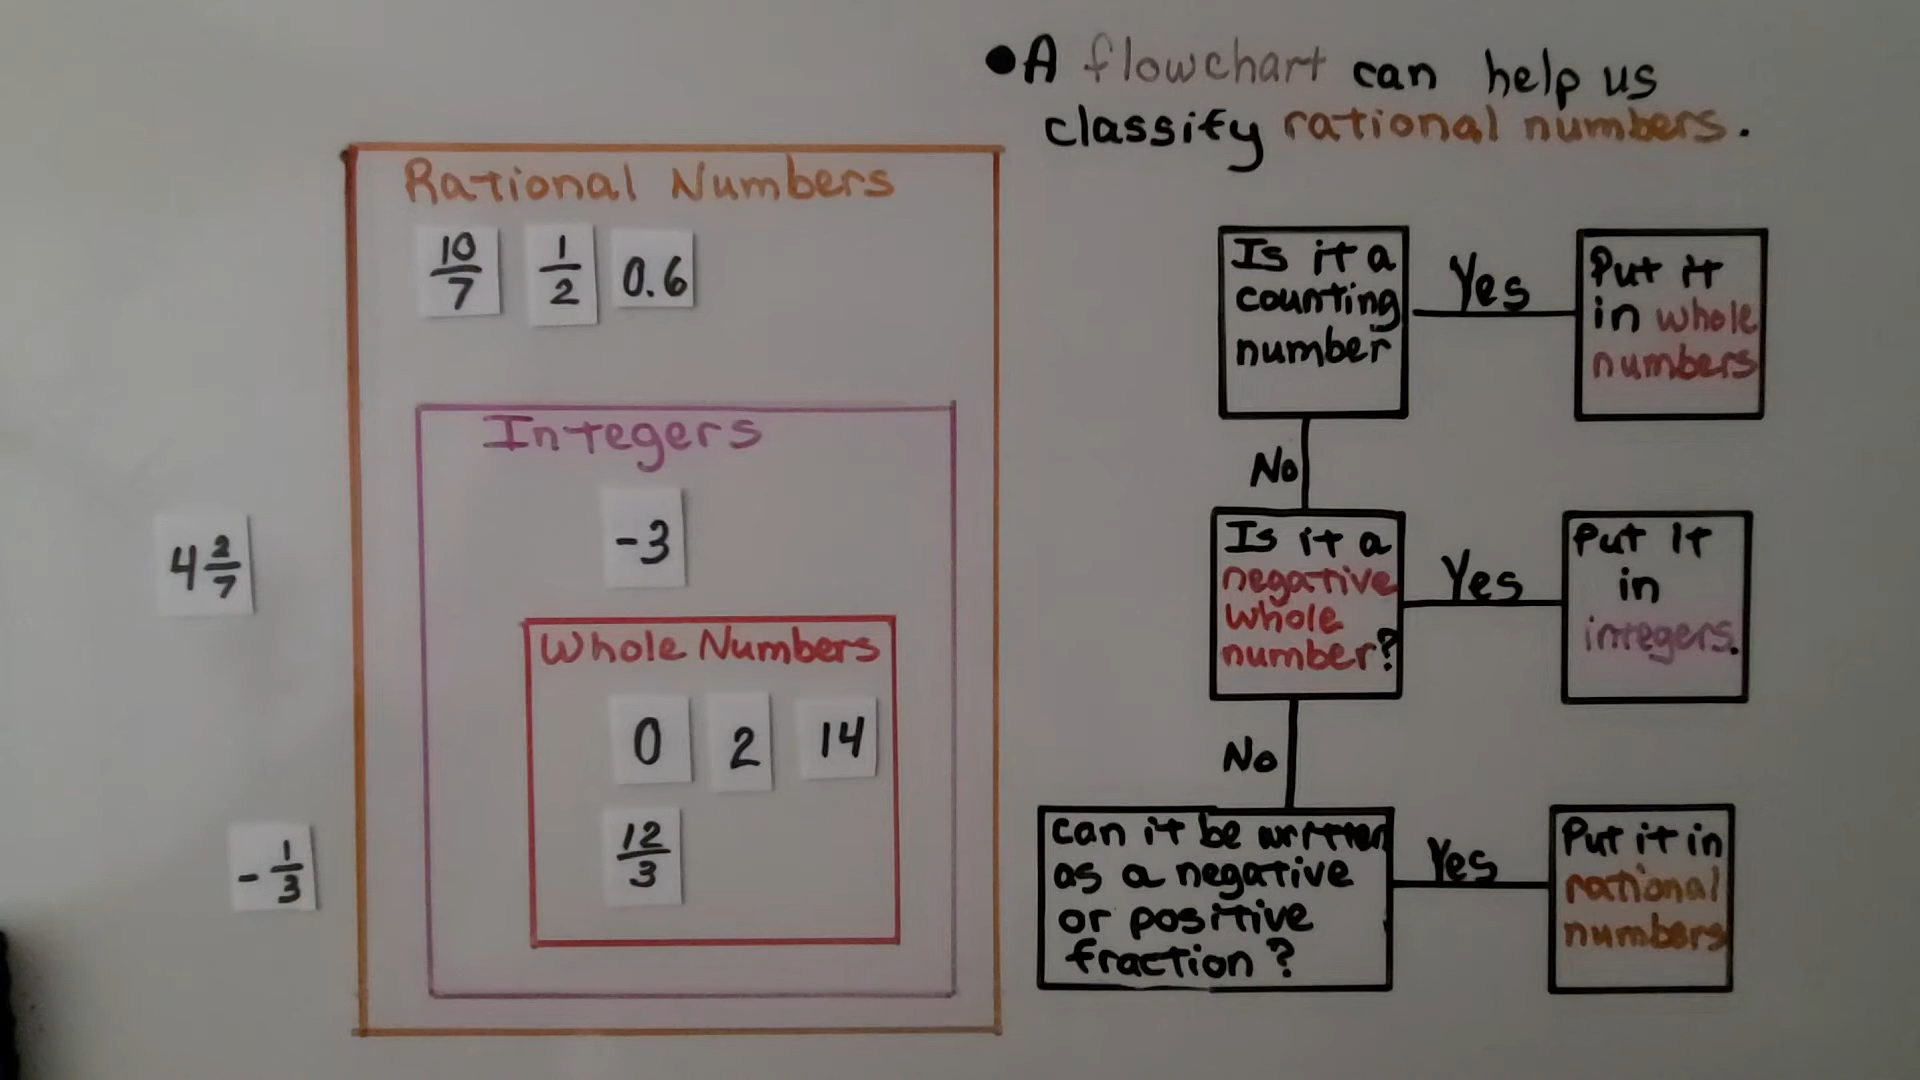 • A flowchart can help us
classify rational numbers.
Rational Numbers
10/7 1/2 0.6
Integers
-3
Whole Numbers
0 2 14
12/3
4 2/7
- 1/3
Is it a
counting
number
Yes
Put it
in whole
numbers
No
Is it a
negative
whole
number?
Yes
Put It
in
integers.
No
Can it be written
as a negative
or positive
fraction?
Yes
Put it in
rational
numbers